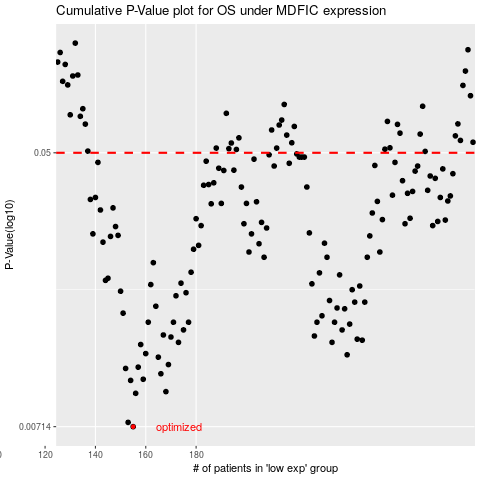 Cumulative P-Value plot for OS under MDFIC expression
P-Value(log10)
0.05
0.00714
optimized
0 120 140 160 180
# of patients in 'low exp' group